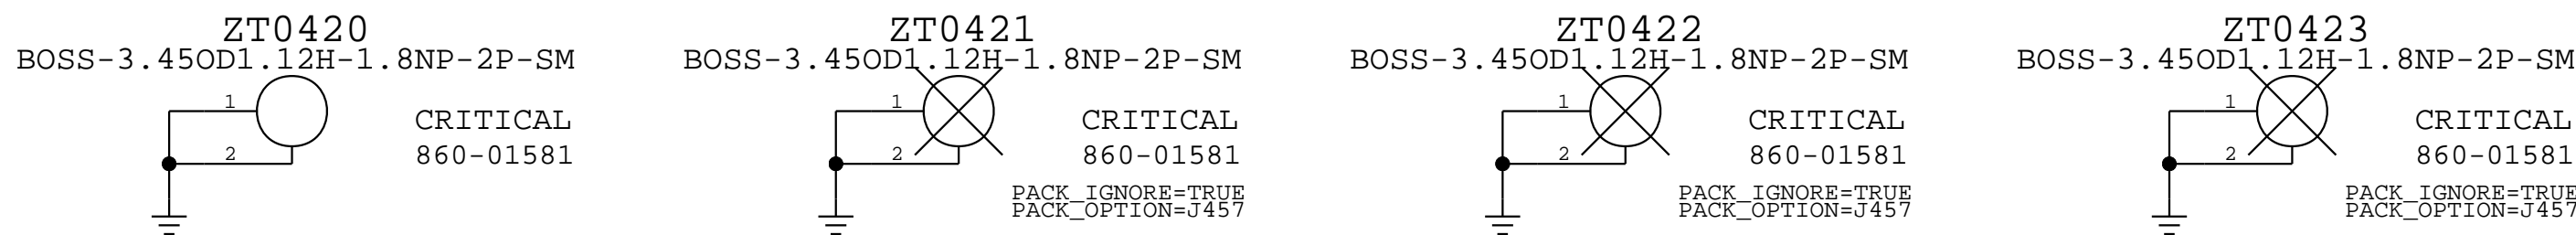 ZT0420
BOSS-3.45OD1.12H-1.8NP-2P-SM
1
CRITICAL
2
860-01581
ZT0421
BOSS-3.45OD1.12H-1.8NP-2P-SM
1
CRITICAL
2
860-01581
PACK_IGNORE=TRUE
PACK_OPTION=J457
ZT0422
BOSS-3.45OD1.12H-1.8NP-2P-SM
1
CRITICAL
2
860-01581
PACK_IGNORE=TRUE
PACK_OPTION=J457
ZT0423
BOSS-3.45OD1.12H-1.8NP-2P-SM
1
CRITICAL
2
860-01581
PACK_IGNORE=TRUE
PACK_OPTION=J457